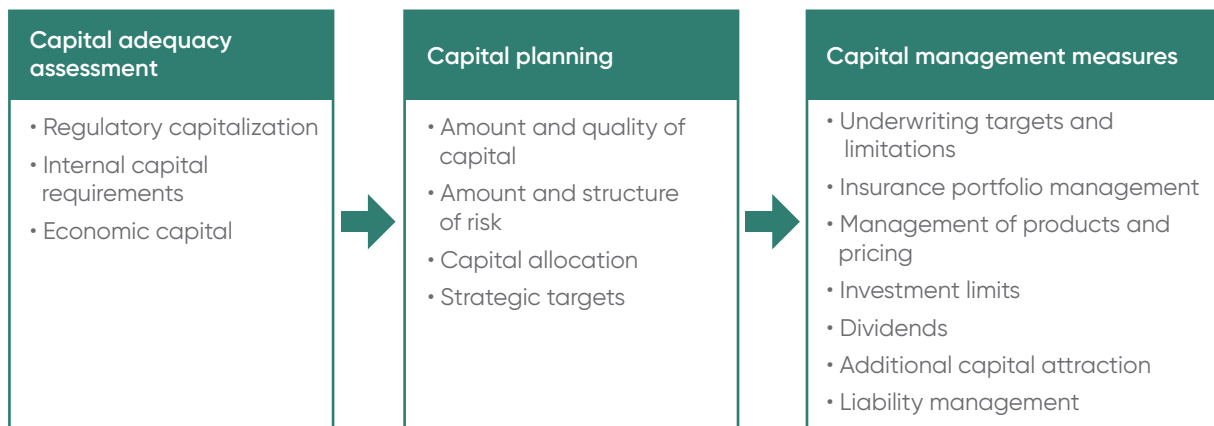 Capital adequacy
assessment
• Regulatory capitalization
• Internal capital
requirements
• Economic capital
Capital planning
• Amount and quality of
capital
• Amount and structure
of risk
• Capital allocation
• Strategic targets
Capital management measures
• Underwriting targets and
limitations
• Insurance portfolio management
• Management of products and
pricing
• Investment limits
• Dividends
• Additional capital attraction
• Liability management